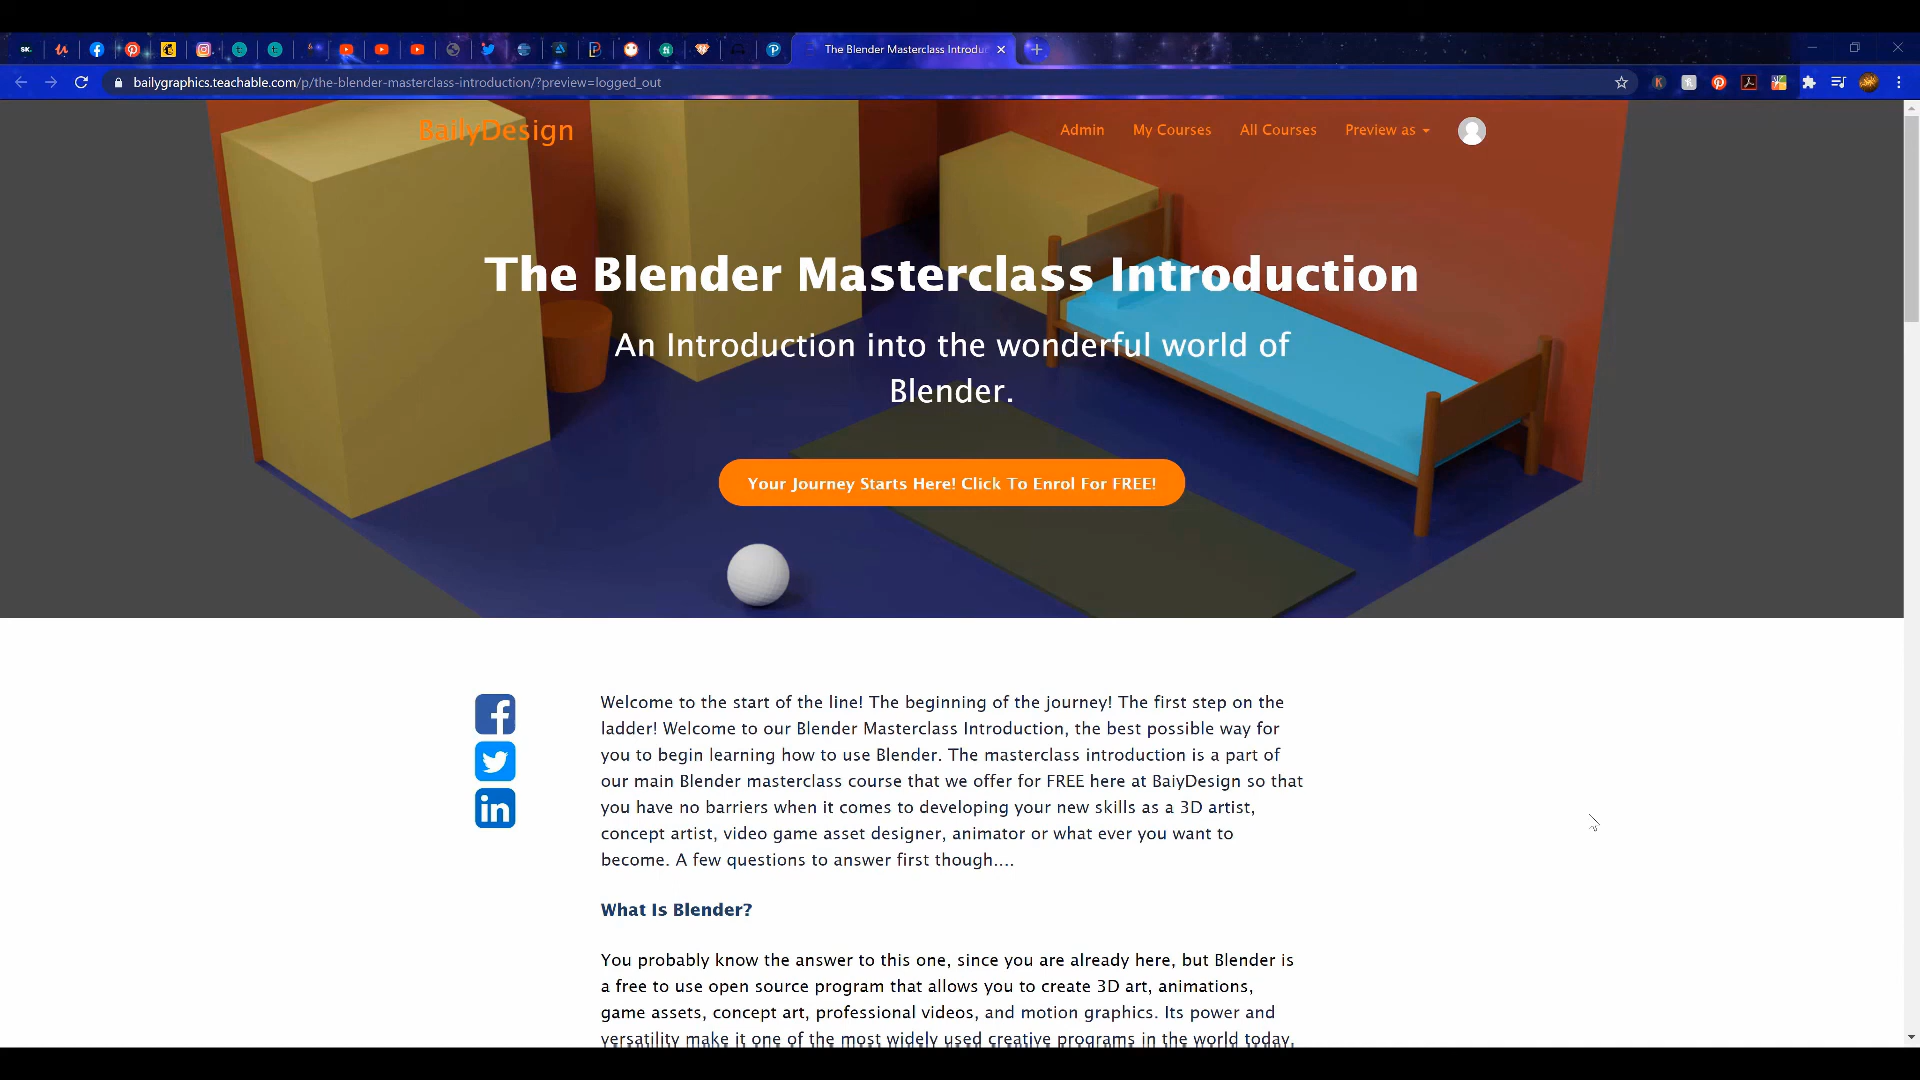 The Blender Masterclass Introdu
bailygraphics.teachable.com/p/the-blender-masterclass-introduction/?preview=logged_out
BailyDesign
Admin
My Courses
All Courses
Preview as
The Blender Masterclass Introduction
An Introduction into the wonderful world of
Blender.
Your Journey Starts Here! Click To Enrol For FREE!
Welcome to the start of the line! The beginning of the journey! The first step on the
ladder! Welcome to our Blender Masterclass Introduction, the best possible way for
you to begin learning how to use Blender. The masterclass introduction is a part of
our main Blender masterclass course that we offer for FREE here at BaiyDesign so that
you have no barriers when it comes to developing your new skills as a 3D artist,
concept artist, video game asset designer, animator or what ever you want to
become. A few questions to answer first though....
What Is Blender?
You probably know the answer to this one, since you are already here, but Blender is
a free to use open source program that allows you to create 3D art, animations,
game assets, concept art, professional videos, and motion graphics. Its power and
versatility make it one of the most widely used creative programs in the world today,